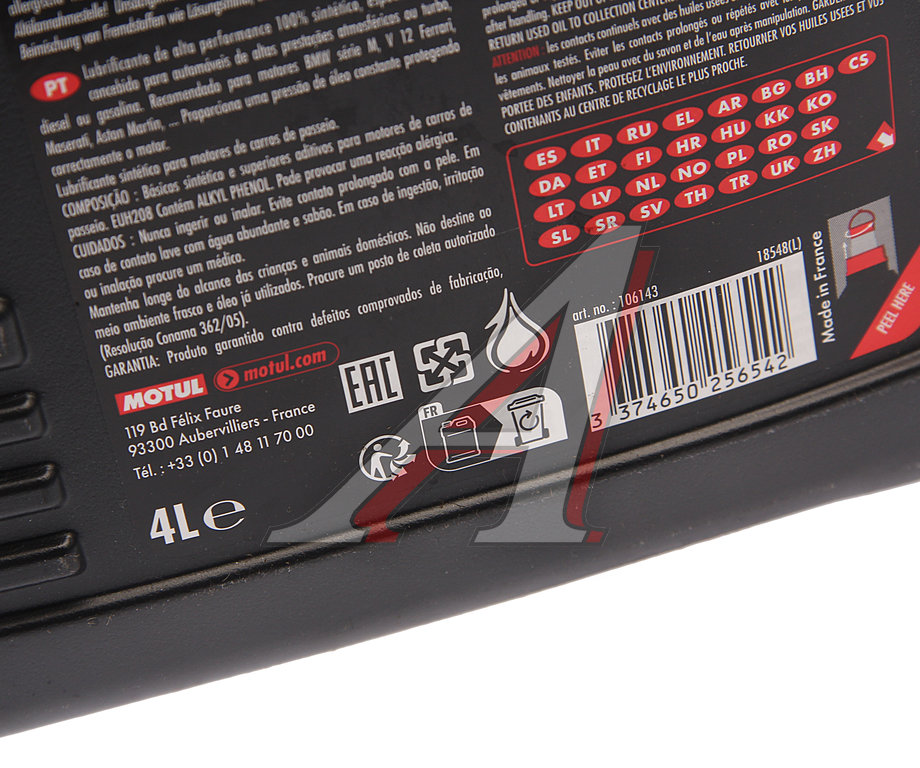 Beimischung von Fremdstoffen wie Lösungsmittel
PT
Lubrificante de alta performance 100% sintético,
concebido para automóveis de altas prestações atmosféricos ou turbo,
diesel ou gasolina. Recomendado para motores BMW série M, V 12 Ferrari
Maserati, Aston Martin, ... Proporciona uma pressão de óleo constante protegendo
correctamente o motor.
Lubrificante sintético para motores de carros de passeio.
COMPOSIÇÃO : Básicos sintético e superiores aditivos para motores de carros de
passeio. EUH208 Contém ALKYL PHENOL. Pode provocar uma reacção alérgica.
CUIDADOS : Nunca ingerir ou inalar. Evite contato prolongado com a pele. Em
caso de contato lave com água abundante e sabão. Em caso de ingestão, irritação
ou inalação procure um médico.
Mantenha longe do alcance das crianças e animais domésticos. Não destine ao
meio ambiente frasco e óleo já utilizados. Procure um posto de coleta autorizado
(Resolução Conama 362/05).
GARANTIA: Produto garantido contra defeitos comprovados de fabricação,
MOTUL
motul.com
119 Bd Félix Faure
93300 Aubervilliers - France
Tél. : +33 (0) 1 48 11 70 00
4L e
EAC
FR
after handling. KEEP OUT OF
RETURN USED OIL TO COLLECTION CENTER
ATTENTION : les contacts continuels avec des huiles usées
les animaux testés. Eviter les contacts prolongés ou répétés avec
vêtements. Nettoyer la peau avec du savon et de l'eau après manipulation. GARDER
PORTEE DES ENFANTS. PROTEGEZ L'ENVIRONNEMENT. RETOURNER VOS HUILES USEES ET VOS
CONTENANTS AU CENTRE DE RECYCLAGE LE PLUS PROCHE.
ES IT RU EL AR BG BH CS
DA ET FI HR HU KK KO
LT LV NL NO PL RO SK
SL SR SV TH TR UK ZH
art. no. : 106143
18548(L)
3 374650 256542
Made in France
PEEL HERE